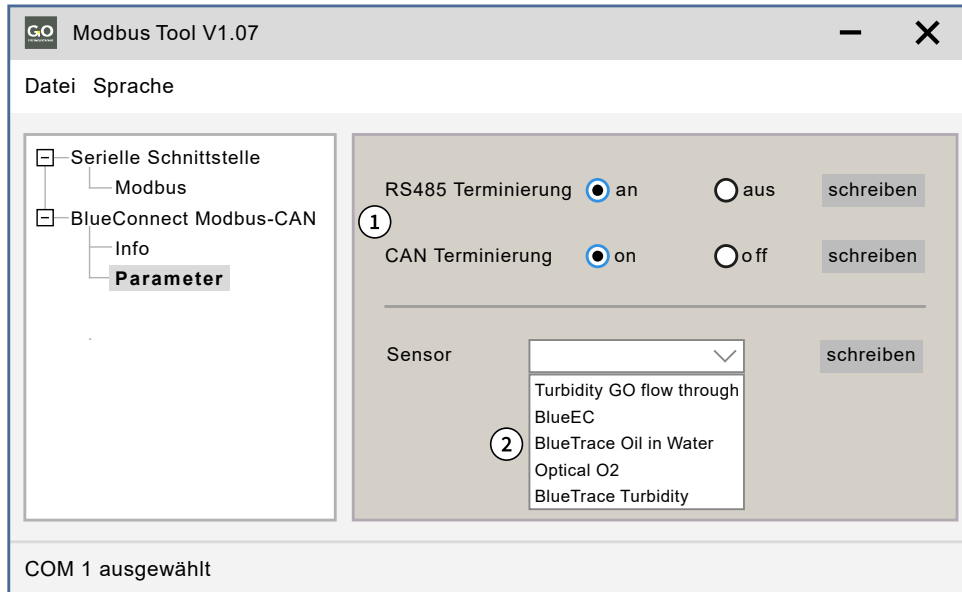 GO Modbus Tool V1.07
Datei Sprache
Serielle Schnittstelle
Modbus
BlueConnect Modbus-CAN
Info
Parameter
1
RS485 Terminierung an aus schreiben
CAN Terminierung on off schreiben
Sensor schreiben
2
Turbidity GO flow through
BlueEC
BlueTrace Oil in Water
Optical O2
BlueTrace Turbidity
COM 1 ausgewählt